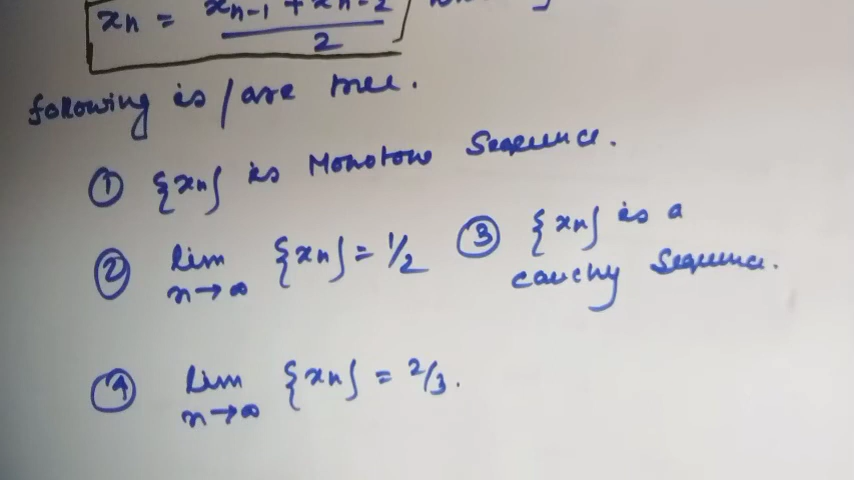 xn = xn-1 + xn-2 / 2
following is / are true.
① {xn} is Monotone Sequence.
② lim n→∞ {xn} = 1/2
③ {xn} is a
cauchy Sequence.
④ lim n→∞ {xn} = 2/3.